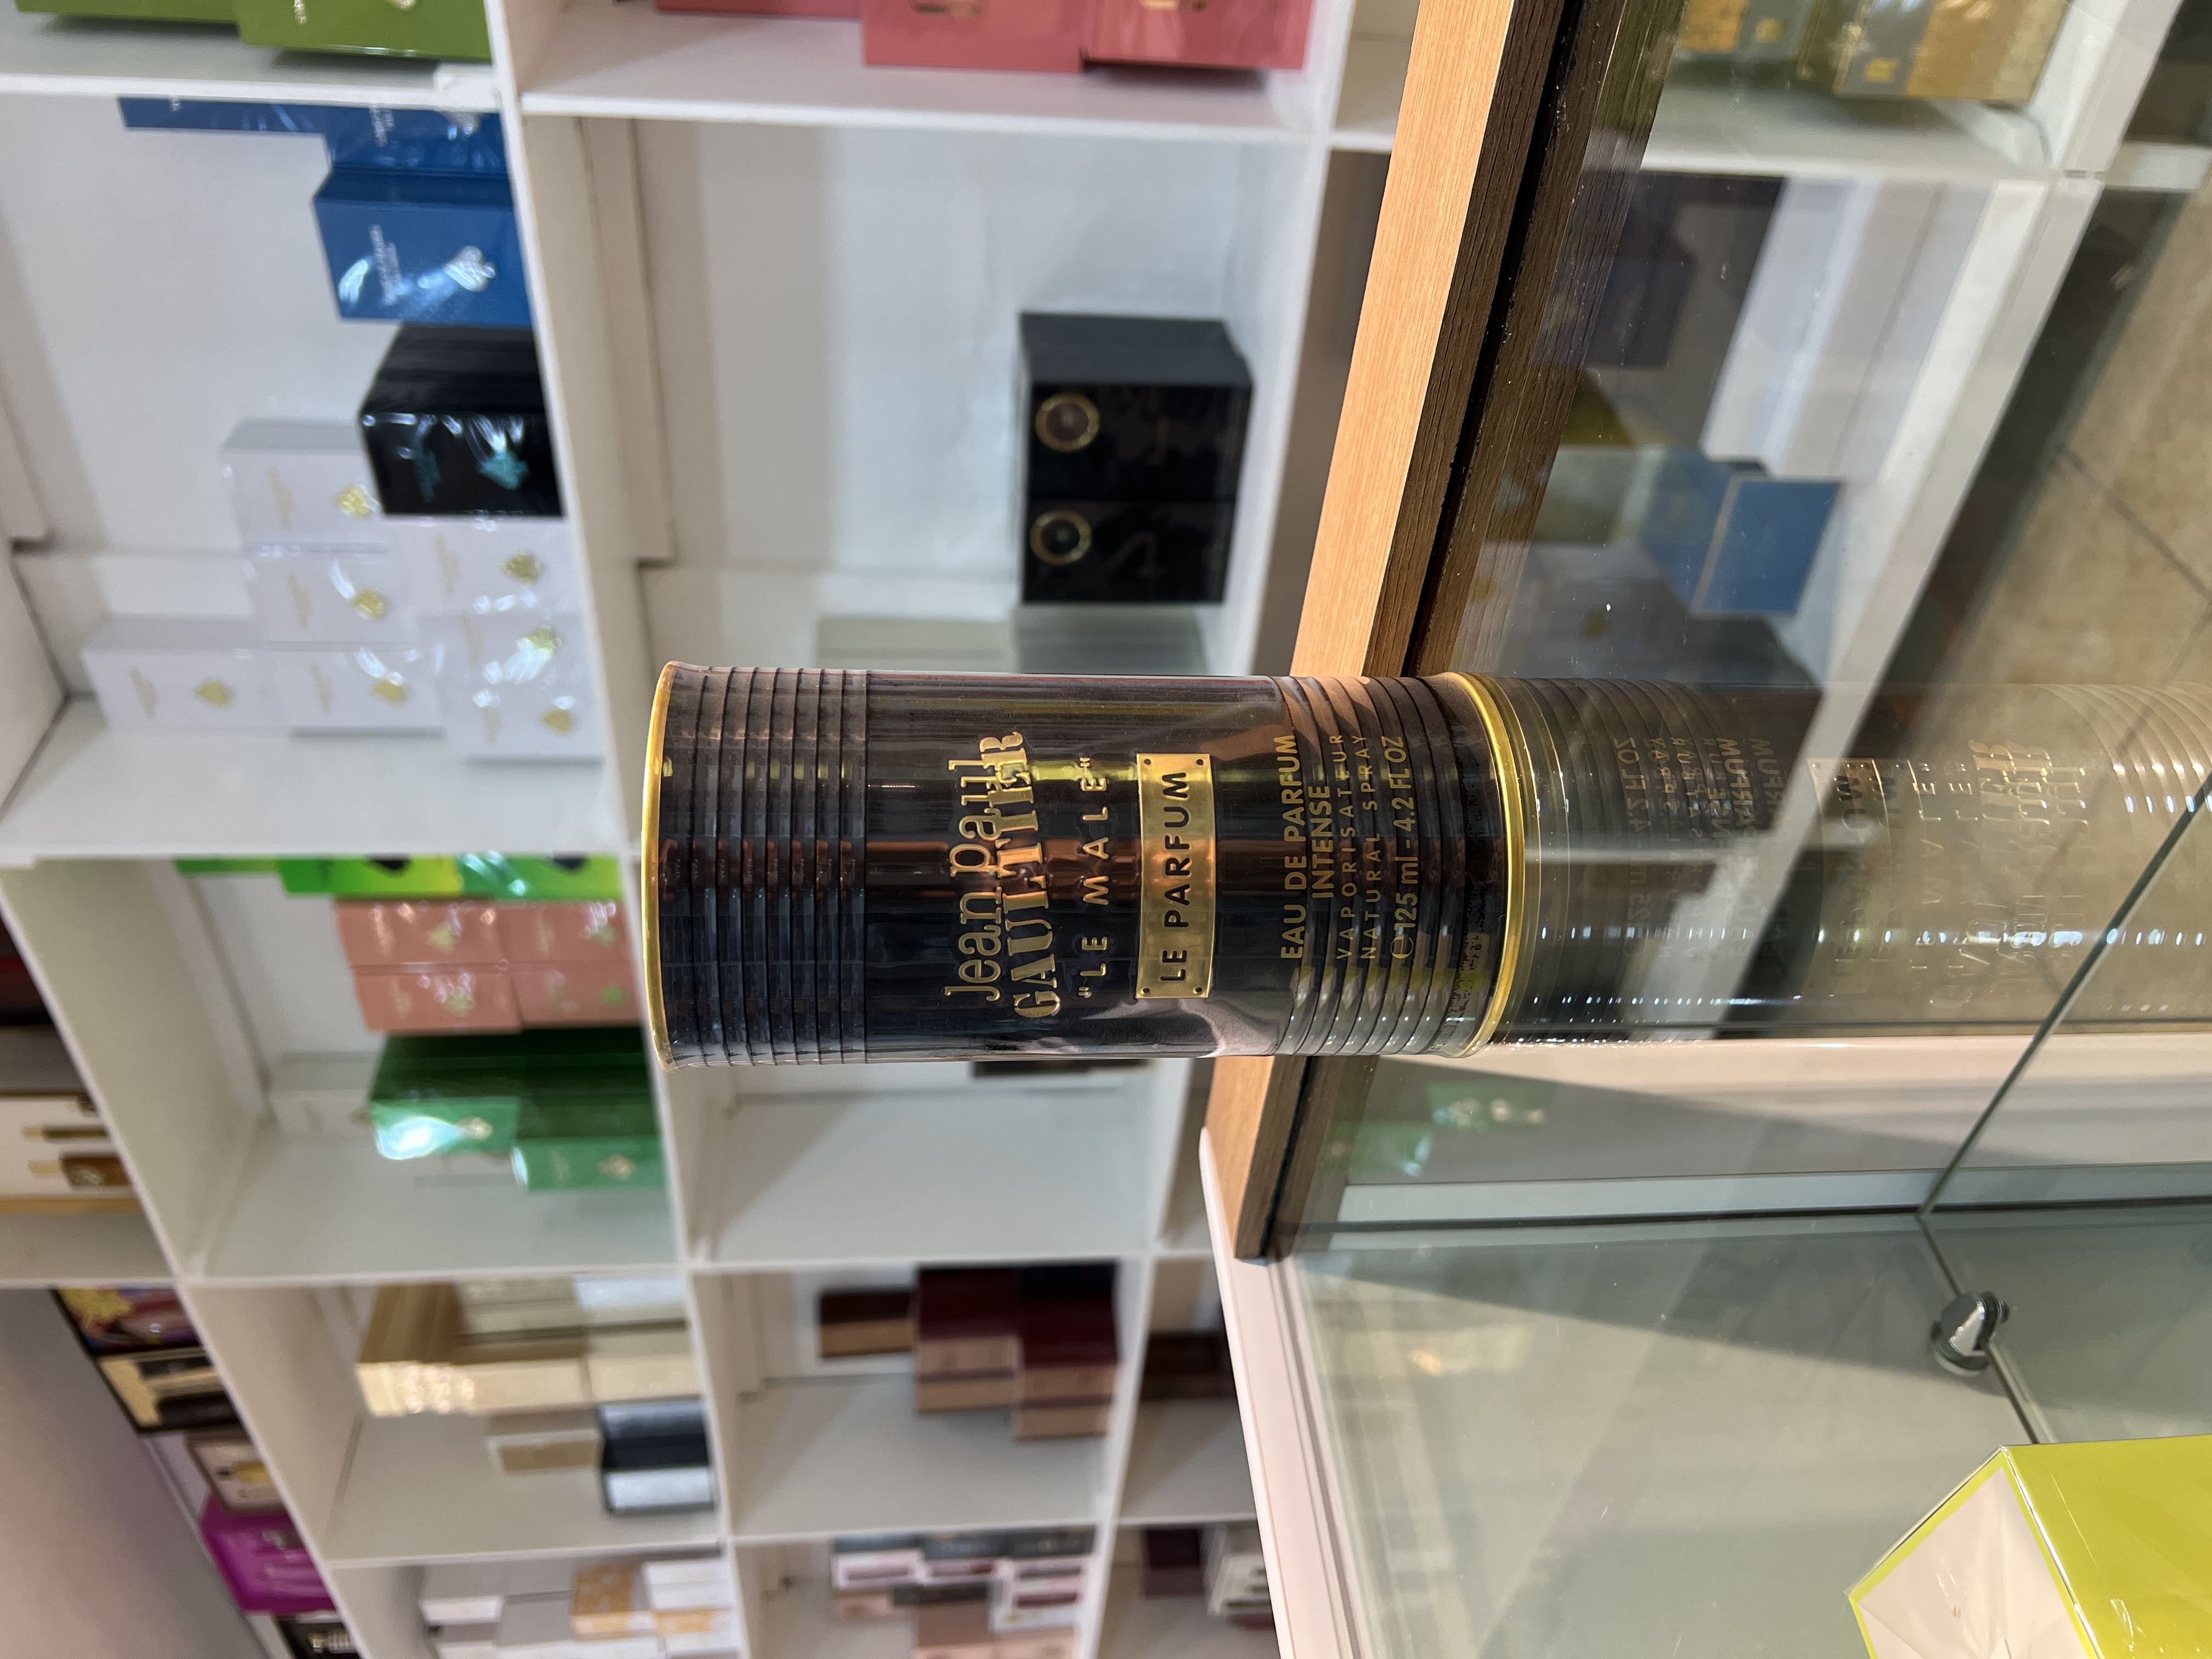 Jean paul
GAULTIER
"LE MALE"
LE PARFUM
EAU DE PARFUM
INTENSE
VAPORISATEUR
NATURAL SPRAY
℮125 ml - 4.2 FL OZ